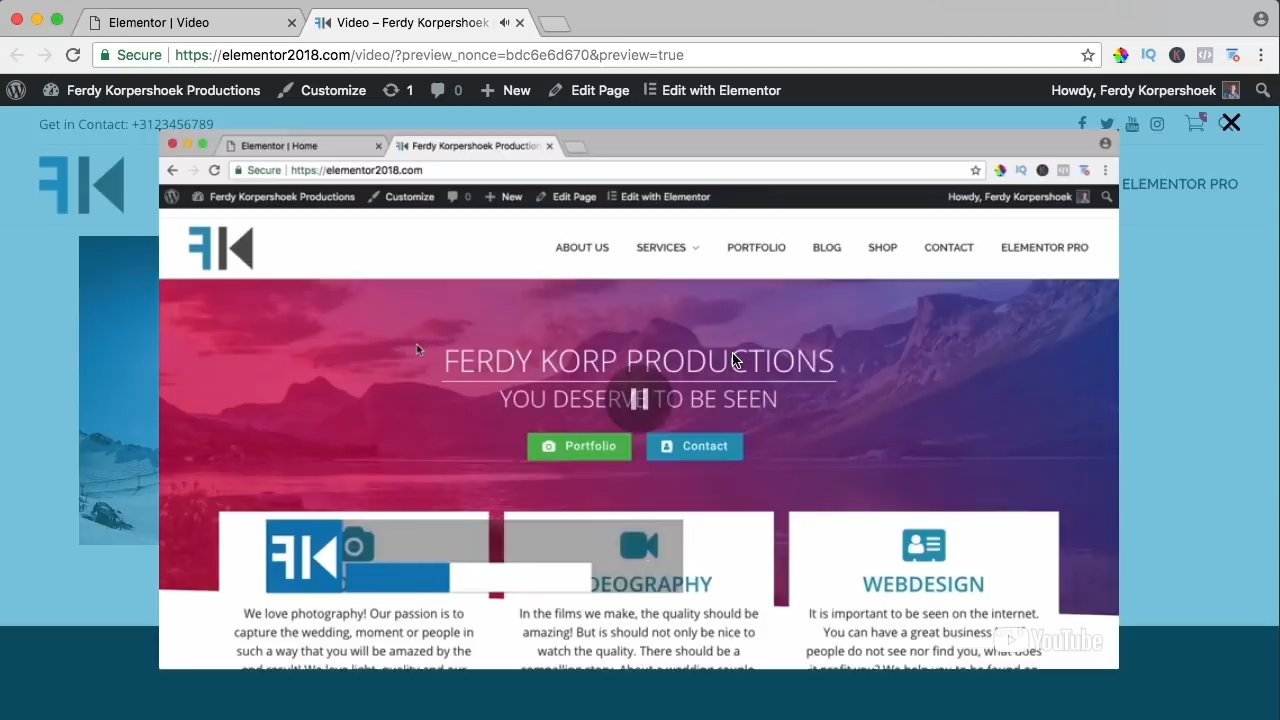 Elementor | Video
Video – Ferdy Korpershoek
Secure https://elementor2018.com/video/?preview_nonce=bdc6e6d670&preview=true
IQ
Ferdy Korpershoek Productions Customize 1 0 New Edit Page Edit with Elementor Howdy, Ferdy Korpershoek
Get in Contact: +3123456789
FK
ELEMENTOR PRO
Elementor | Home
Ferdy Korpershoek Production
Secure https://elementor2018.com
IQ
Ferdy Korpershoek Productions Customize 0 New Edit Page Edit with Elementor Howdy, Ferdy Korpershoek
FK
ABOUT US SERVICES PORTFOLIO BLOG SHOP CONTACT ELEMENTOR PRO
FERDY KORP PRODUCTIONS
YOU DESERVE TO BE SEEN
Portfolio Contact
FK
WEBDESIGN
We love photography! Our passion is to
capture the wedding, moment or people in
such a way that you will be amazed by the
In the films we make, the quality should be
amazing! But is should not only be nice to
watch the quality. There should be a
It is important to be seen on the internet.
You can have a great business
people do not see nor find you, what does
YouTube